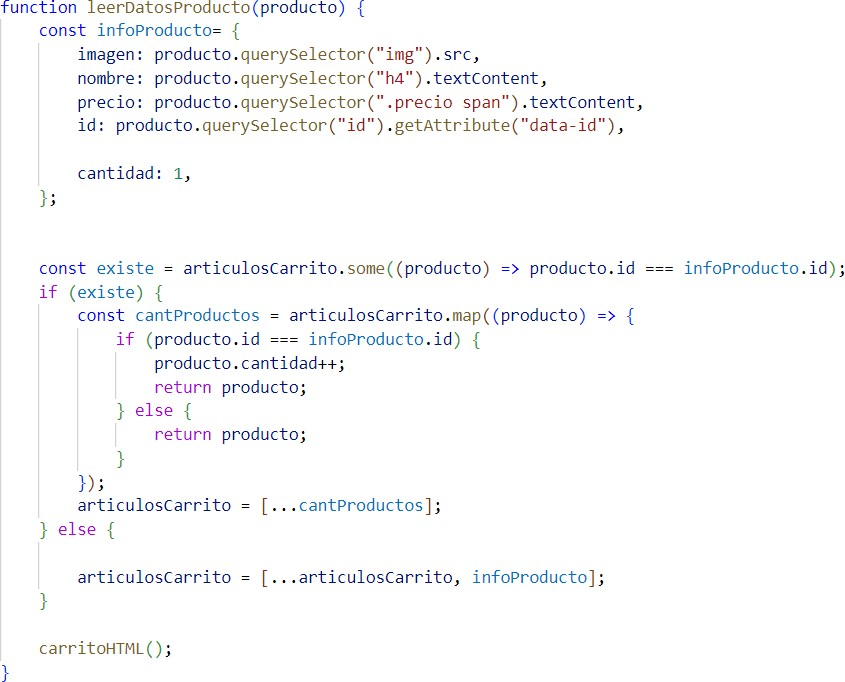 function leerDatosProducto(producto) {
    const infoProducto= {
        imagen: producto.querySelector("img").src,
        nombre: producto.querySelector("h4").textContent,
        precio: producto.querySelector(".precio span").textContent,
        id: producto.querySelector("id").getAttribute("data-id"),
        cantidad: 1,
    };
    const existe = articulosCarrito.some((producto) => producto.id === infoProducto.id);
    if (existe) {
        const cantProductos = articulosCarrito.map((producto) => {
            if (producto.id === infoProducto.id) {
                producto.cantidad++;
                return producto;
            } else {
                return producto;
            }
        });
        articulosCarrito = [...cantProductos];
    } else {
        articulosCarrito = [...articulosCarrito, infoProducto];
    }
    carritoHTML();
}